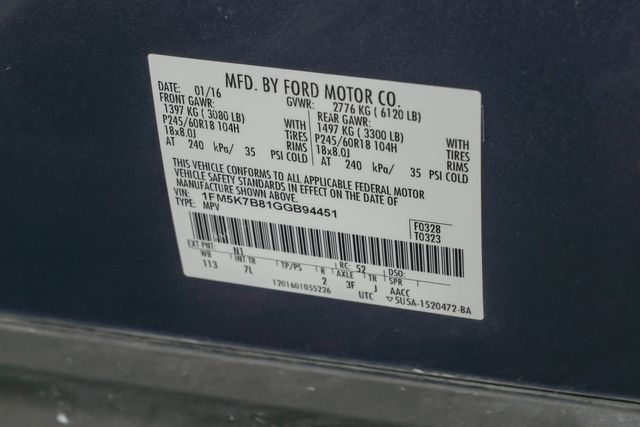 MFD. BY FORD MOTOR CO.
DATE: 01/16 GVWR: 2776 KG ( 6120 LB)
FRONT GAWR: REAR GAWR:
1397 KG ( 3080 LB) 1497 KG ( 3300 LB)
P245/60R18 104H WITH TIRES P245/60R18 104H WITH TIRES
18x8.0J RIMS 18x8.0J RIMS
AT 240 kPa/ 35 PSI COLD AT 240 kPa/ 35 PSI COLD
THIS VEHICLE CONFORMS TO ALL APPLICABLE FEDERAL MOTOR
VEHICLE SAFETY STANDARDS IN EFFECT ON THE DATE OF
MANUFACTURE SHOWN ABOVE.
VIN: 1FM5K7B81GGB94451
TYPE: MPV
F0328
T0323
EXT PNT: N1 RC: 52 DSO:
WB INT TR TP/PS R AXLE TR SPR
113 7L 2 3F J AACC
1201601055226 UTC ▽5U5A-1520472-BA